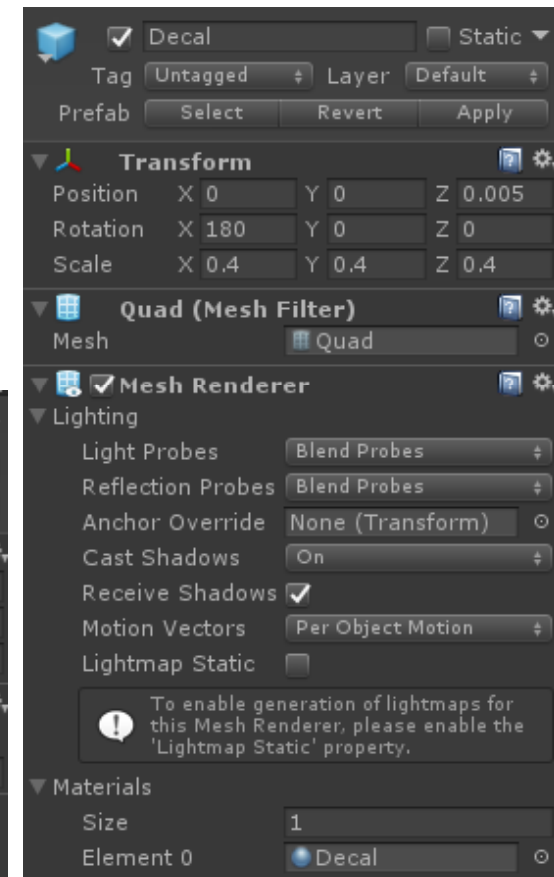 Decal Static
Tag Untagged Layer Default
Prefab Select Revert Apply
Transform
Position X 0 Y 0 Z 0.005
Rotation X 180 Y 0 Z 0
Scale X 0.4 Y 0.4 Z 0.4
Quad (Mesh Filter)
Mesh Quad
Mesh Renderer
Lighting
Light Probes Blend Probes
Reflection Probes Blend Probes
Anchor Override None (Transform)
Cast Shadows On
Receive Shadows
Motion Vectors Per Object Motion
Lightmap Static
To enable generation of lightmaps for
this Mesh Renderer, please enable the
'Lightmap Static' property.
Materials
Size 1
Element 0 Decal